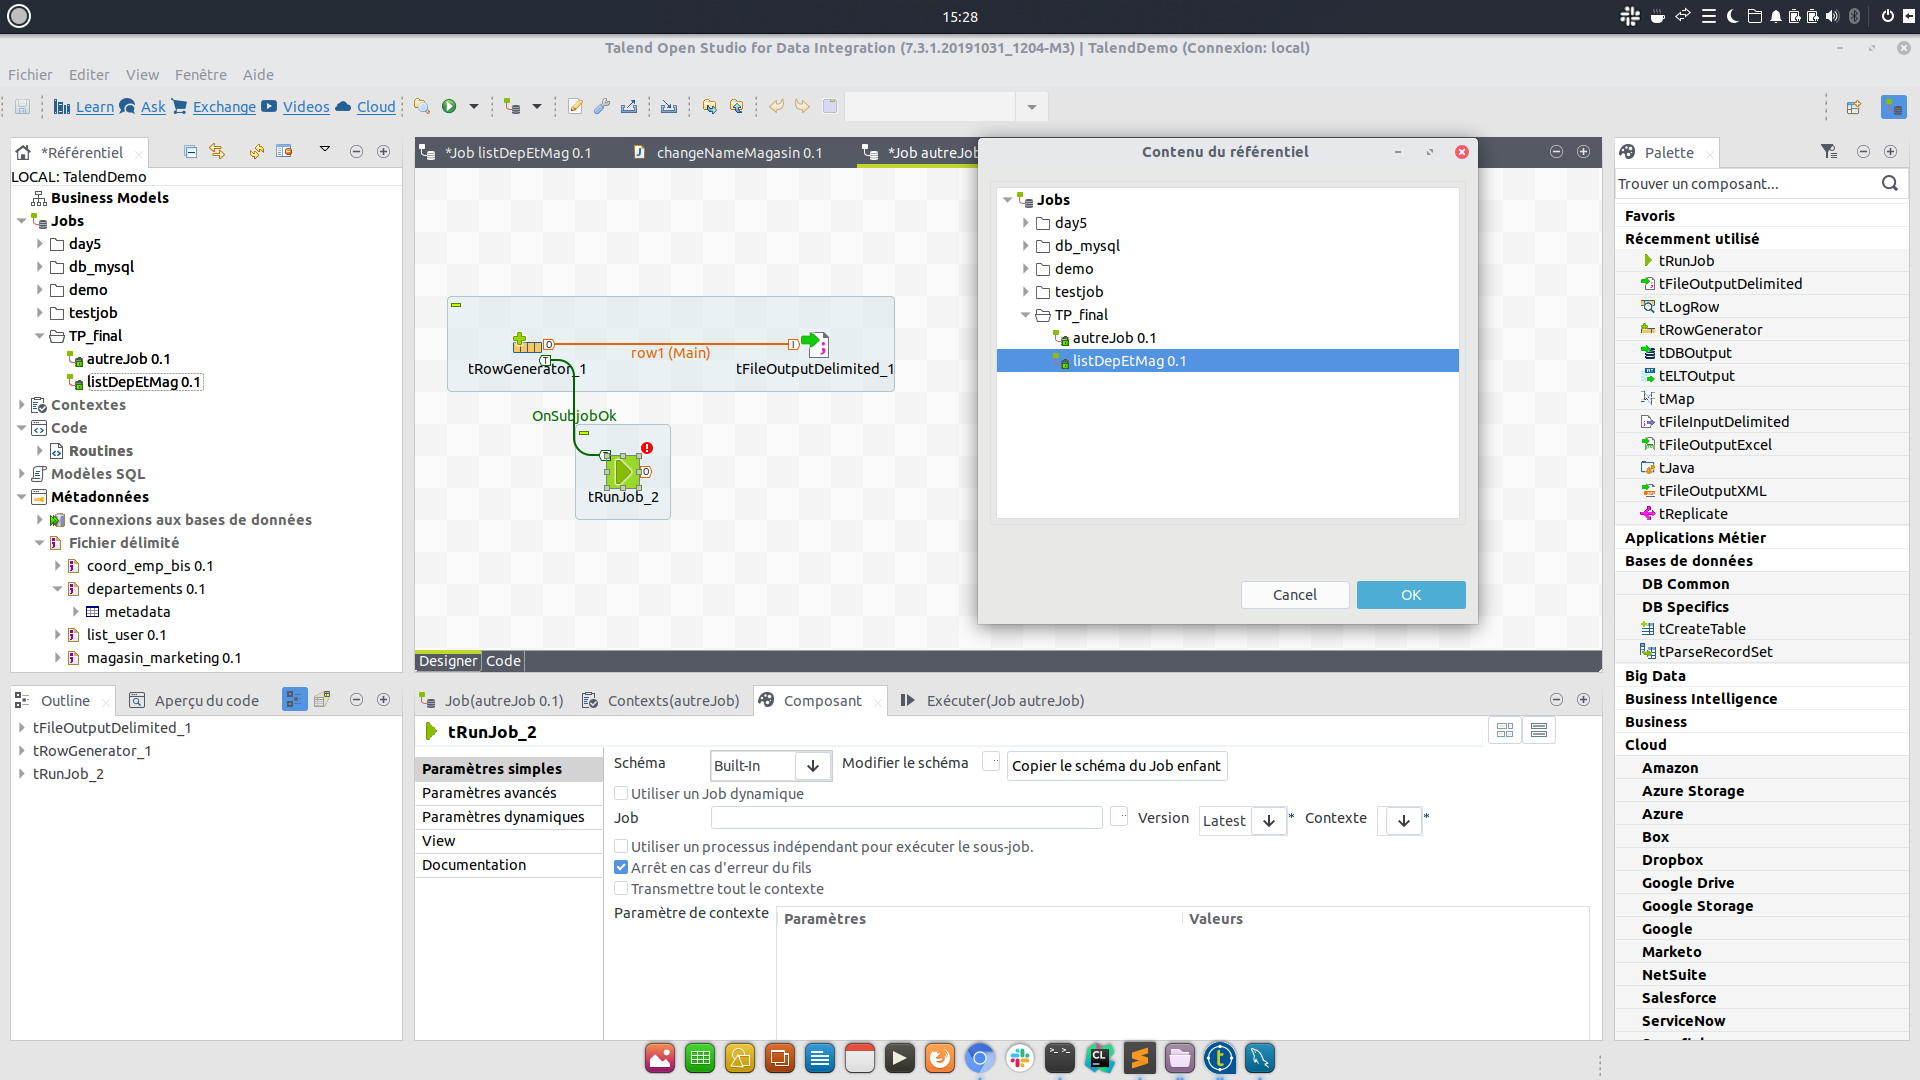 15:28
Talend Open Studio for Data Integration (7.3.1.20191031_1204-M3) | TalendDemo (Connexion: local)
Fichier Editer View Fenêtre Aide
Learn Ask Exchange Videos Cloud
*Référentiel
LOCAL: TalendDemo
Business Models
Jobs
day5
db_mysql
demo
testjob
TP_final
autreJob 0.1
listDepEtMag 0.1
Contextes
Code
Routines
Modèles SQL
Métadonnées
Connexions aux bases de données
Fichier délimité
coord_emp_bis 0.1
departements 0.1
metadata
list_user 0.1
magasin_marketing 0.1
*Job listDepEtMag 0.1 changeNameMagasin 0.1 *Job autreJob
row1 (Main)
tRowGenerator_1 tFileOutputDelimited_1
OnSubjobOk
tRunJob_2
Designer Code
Contenu du référentiel
Jobs
day5
db_mysql
demo
testjob
TP_final
autreJob 0.1
listDepEtMag 0.1
Cancel OK
Palette
Trouver un composant...
Favoris
Récemment utilisé
tRunJob
tFileOutputDelimited
tLogRow
tRowGenerator
tDBOutput
tELTOutput
tMap
tFileInputDelimited
tFileOutputExcel
tJava
tFileOutputXML
tReplicate
Applications Métier
Bases de données
DB Common
DB Specifics
tCreateTable
tParseRecordSet
Big Data
Business Intelligence
Business
Cloud
Amazon
Azure Storage
Azure
Box
Dropbox
Google Drive
Google Storage
Google
Marketo
NetSuite
Salesforce
ServiceNow
Outline Aperçu du code
tFileOutputDelimited_1
tRowGenerator_1
tRunJob_2
Job(autreJob 0.1) Contexts(autreJob) Composant Exécuter(Job autreJob)
tRunJob_2
Paramètres simples
Paramètres avancés
Paramètres dynamiques
View
Documentation
Schéma Built-In Modifier le schéma Copier le schéma du Job enfant
Utiliser un Job dynamique
Job Version Latest * Contexte *
Utiliser un processus indépendant pour exécuter le sous-job.
Arrêt en cas d'erreur du fils
Transmettre tout le contexte
Paramètre de contexte Paramètres Valeurs